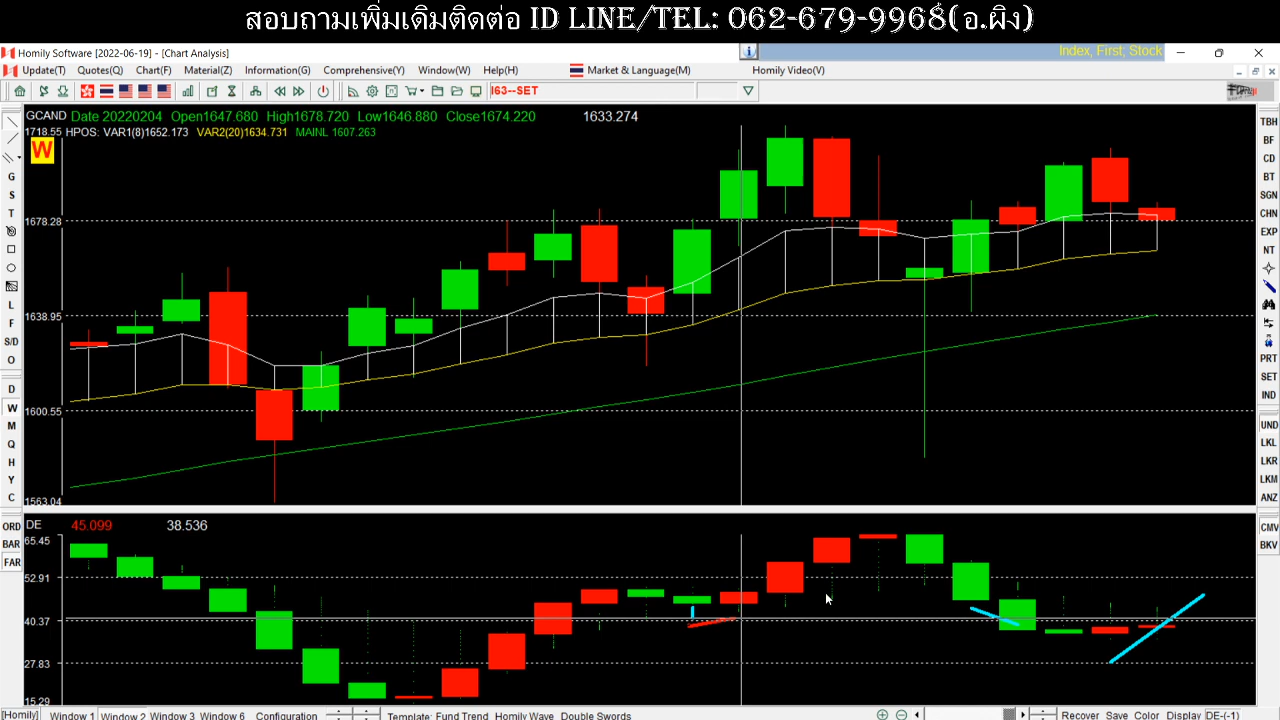 สอบถามเพิ่มเดิมติดต่อ ID LINE/TEL: 062-679-9968(อ.ผิง)
Homily Software [2022-06-19] - [Chart Analysis]
Index, First, Stock
Update(T) Quotes(Q) Chart(F) Material(Z) Information(G) Comprehensive(Y) Window(W) Help(H) Market & Language(M) Homily Video(V)
I63--SET
GCAND Date 20220204 Open1647.680 High1678.720 Low1646.880 Close1674.220 1633.274
1718.55 HPOS: VAR1(8)1652.173 VAR2(20)1634.731 MAINL 1607.263
W
1678.28
1638.95
1600.55
1563.04
DE 45.099 38.536
65.45
52.91
40.37
27.83
15.29
G
S
T
L
F
S/D
O
D
W
M
Q
H
Y
C
ORD
BAR
FAR
TBH
BF
CD
BT
SGN
CHN
EXP
NT
PRT
SET
IND
UND
LKL
LKR
LKM
ANZ
CMV
BKV
[Homily] Window 1 Window 2 Window 3 Window 6 Configuration Template: Fund Trend Homily Wave Double Swords Recover Save Color Display DE-(-1)